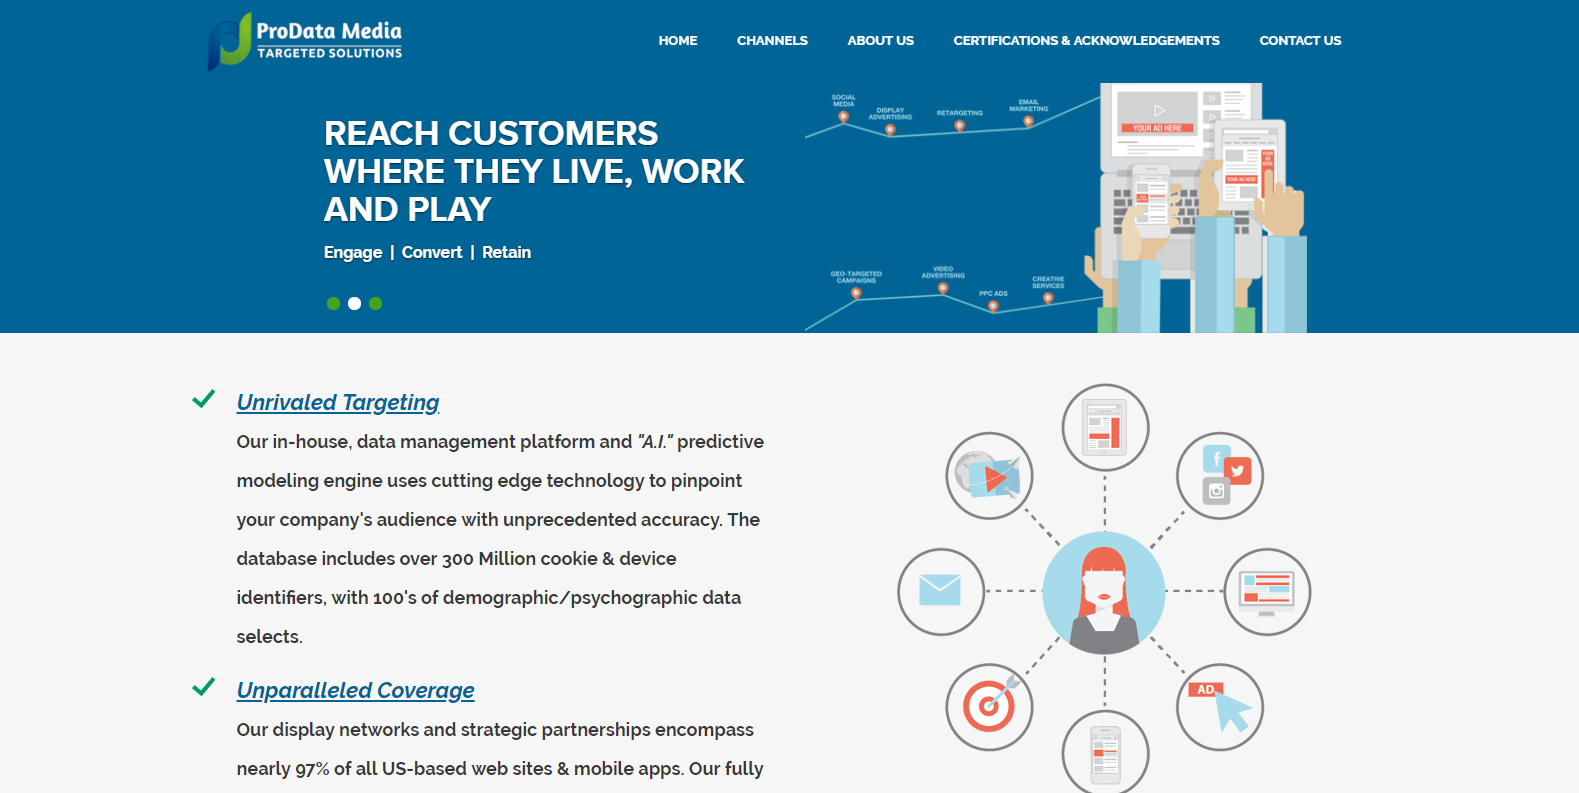 ProData Media
TARGETED SOLUTIONS
HOME
CHANNELS
ABOUT US
CERTIFICATIONS & ACKNOWLEDGEMENTS
CONTACT US
REACH CUSTOMERS
WHERE THEY LIVE, WORK
AND PLAY
Engage | Convert | Retain
SOCIAL
MEDIA
DISPLAY
ADVERTISING
RETARGETING
EMAIL
MARKETING
GEO-TARGETED
CAMPAIGNS
VIDEO
ADVERTISING
PPC ADS
CREATIVE
SERVICES
YOUR AD HERE
YOUR
AD
HERE
YOUR AD HERE
Unrivaled Targeting
Our in-house, data management platform and "A.I." predictive
modeling engine uses cutting edge technology to pinpoint
your company's audience with unprecedented accuracy. The
database includes over 300 Million cookie & device
identifiers, with 100's of demographic/psychographic data
selects.
Unparalleled Coverage
Our display networks and strategic partnerships encompass
nearly 97% of all US-based web sites & mobile apps. Our fully
AD